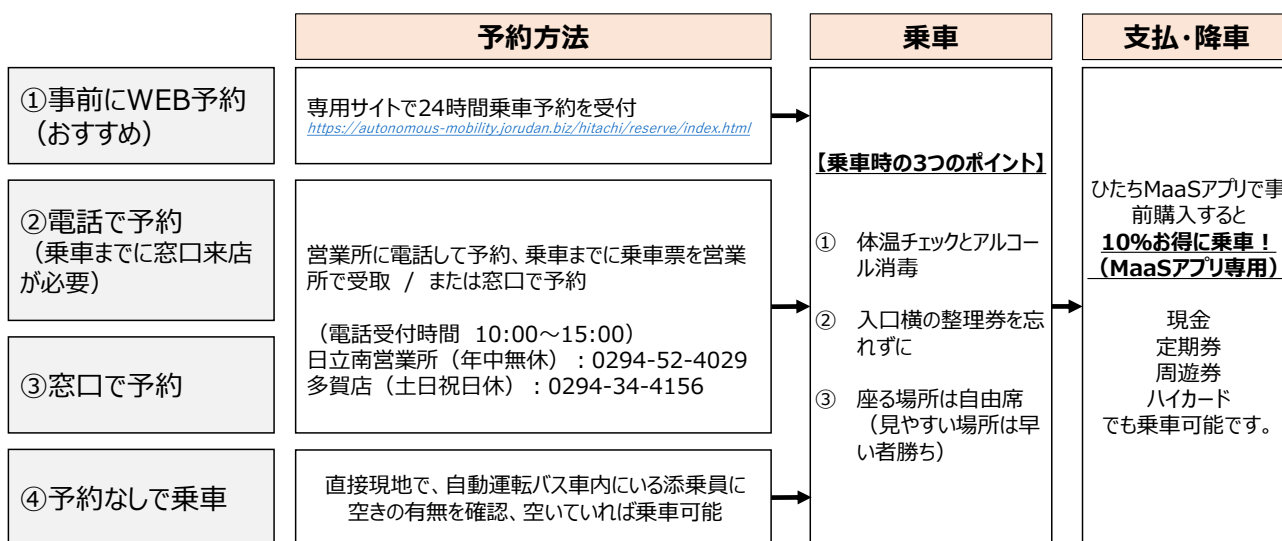 予約方法
乗車
支払・降車
①事前にWEB予約
（おすすめ）
専用サイトで24時間乗車予約を受付
https://autonomous-mobility.jorudan.biz/hitachi/reserve/index.html
②電話で予約
（乗車までに窓口来店
が必要）
③窓口で予約
営業所に電話して予約、乗車までに乗車票を営業
所で受取 / または窓口で予約
（電話受付時間 10:00～15:00）
日立南営業所（年中無休）：0294-52-4029
多賀店（土日祝日休）：0294-34-4156
④予約なしで乗車
直接現地で、自動運転バス車内にいる添乗員に
空きの有無を確認、空いていれば乗車可能
【乗車時の3つのポイント】
① 体温チェックとアルコー
ル消毒
② 入口横の整理券を忘
れずに
③ 座る場所は自由席
（見やすい場所は早
い者勝ち）
ひたちMaaSアプリで事
前購入すると
10%お得に乗車！
（MaaSアプリ専用）
現金
定期券
周遊券
ハイカード
でも乗車可能です。